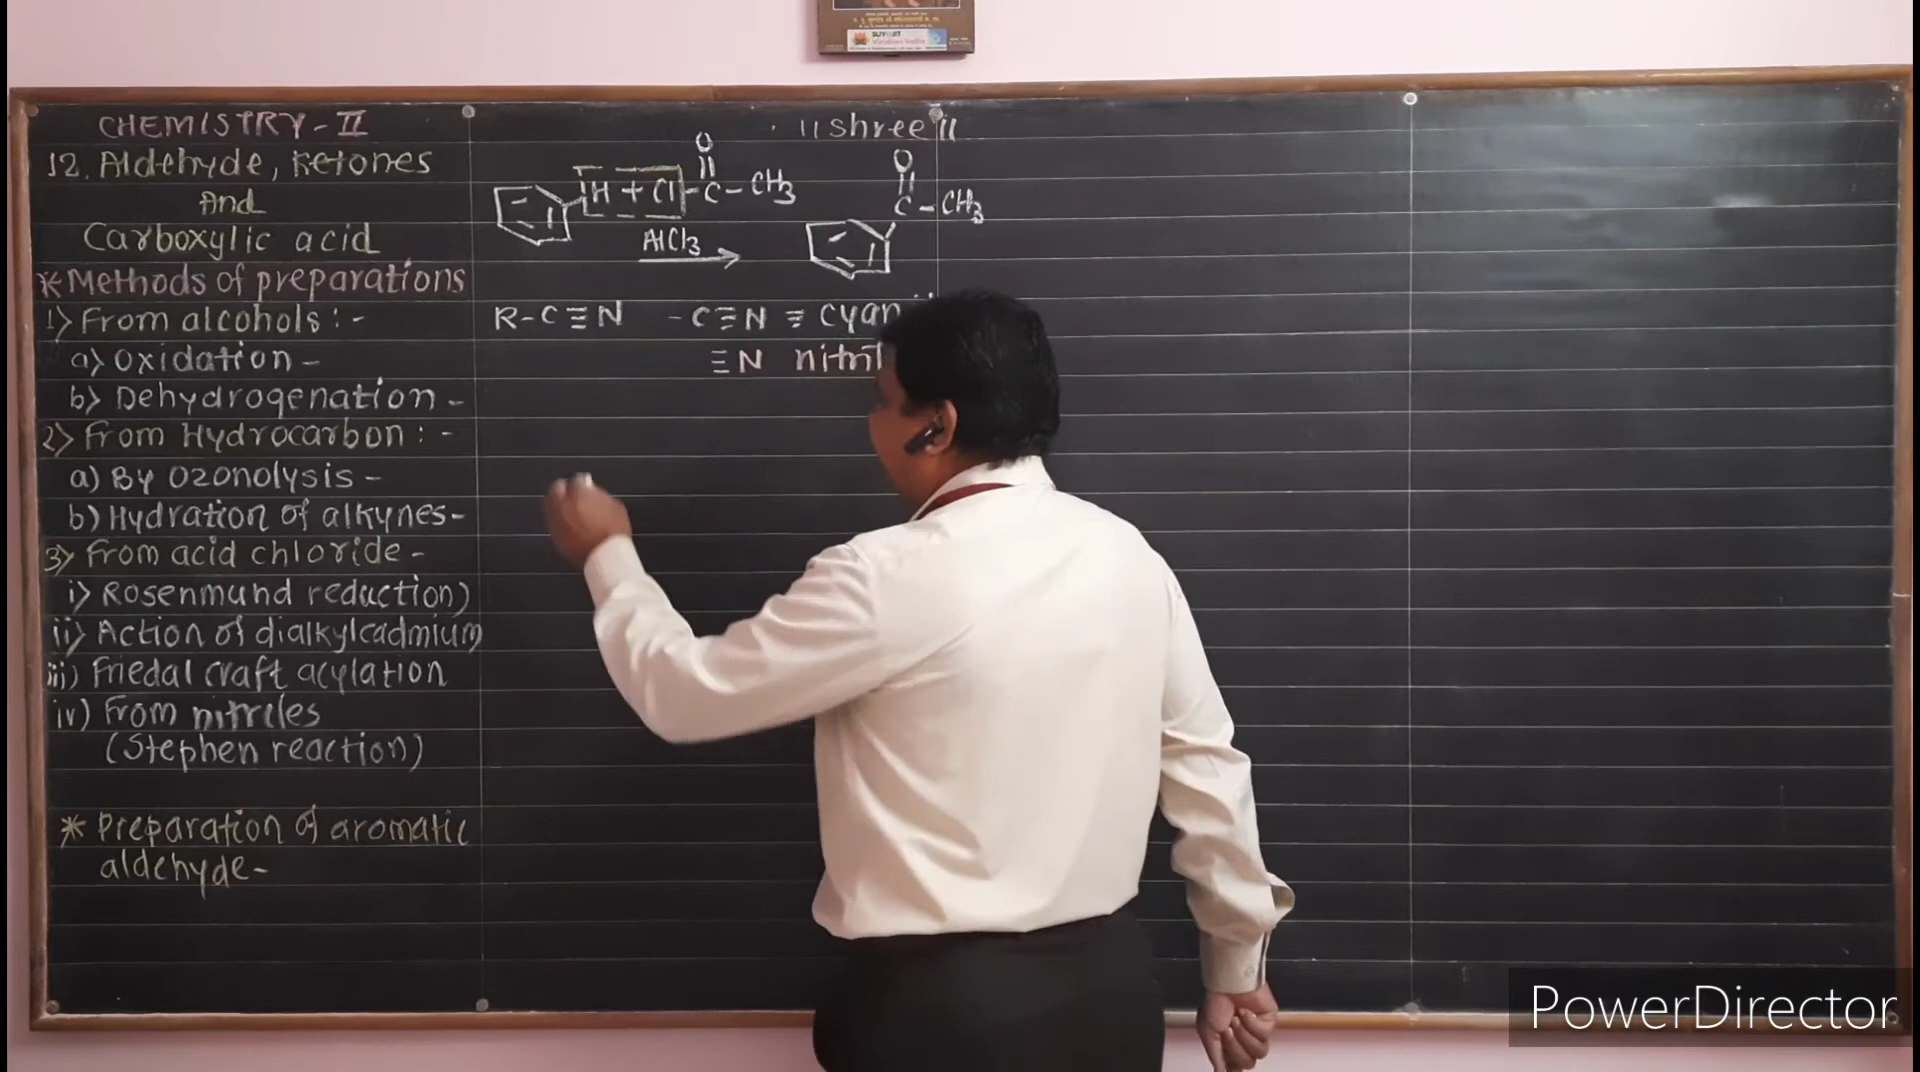 SUYOJIT
CHEMISTRY-II
12. Aldehyde, Ketones
And
Carboxylic acid
*Methods of preparations
1> From alcohols :-
a> Oxidation -
b> Dehydrogenation -
2> From Hydrocarbon : -
a) By Ozonolysis -
b) Hydration of alkynes-
3> From acid chloride -
i> Rosenmund reduction)
ii> Action of dialkylcadmium
iii) Friedal craft acylation
iv) From nitriles
(Stephen reaction)
* Preparation of aromatic
aldehyde-
|| Shree ||
O
||
H + Cl - C - CH3
AlCl3
O
||
C - CH3
R-C≡N -C≡N ≡ cyan
≡N nitril
PowerDirector